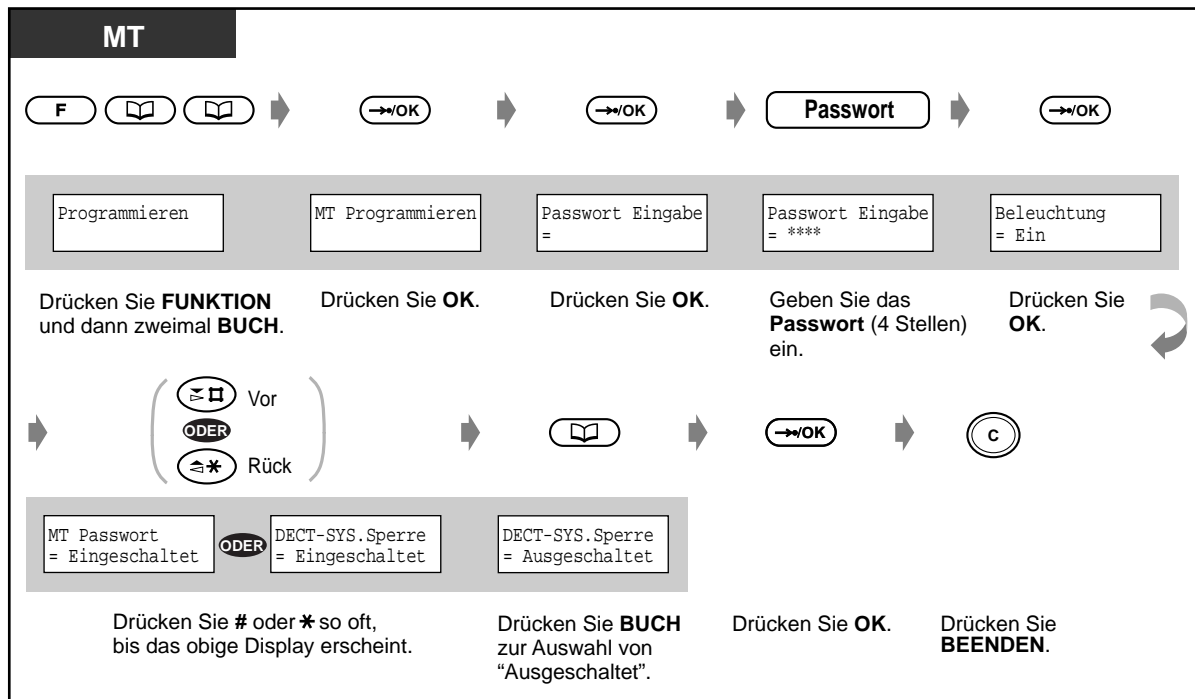 MT
F
/OK
/OK
Passwort
/OK
Programmieren
MT Programmieren
Passwort Eingabe
=
Passwort Eingabe
= ****
Beleuchtung
= Ein
Drücken Sie FUNKTION
und dann zweimal BUCH.
Drücken Sie OK.
Drücken Sie OK.
Geben Sie das
Passwort (4 Stellen)
ein.
Drücken Sie
OK.
# Vor
ODER
* Rück
/OK
C
MT Passwort
= Eingeschaltet
ODER
DECT-SYS.Sperre
= Eingeschaltet
DECT-SYS.Sperre
= Ausgeschaltet
Drücken Sie # oder * so oft,
bis das obige Display erscheint.
Drücken Sie BUCH
zur Auswahl von
“Ausgeschaltet”.
Drücken Sie OK.
Drücken Sie
BEENDEN.